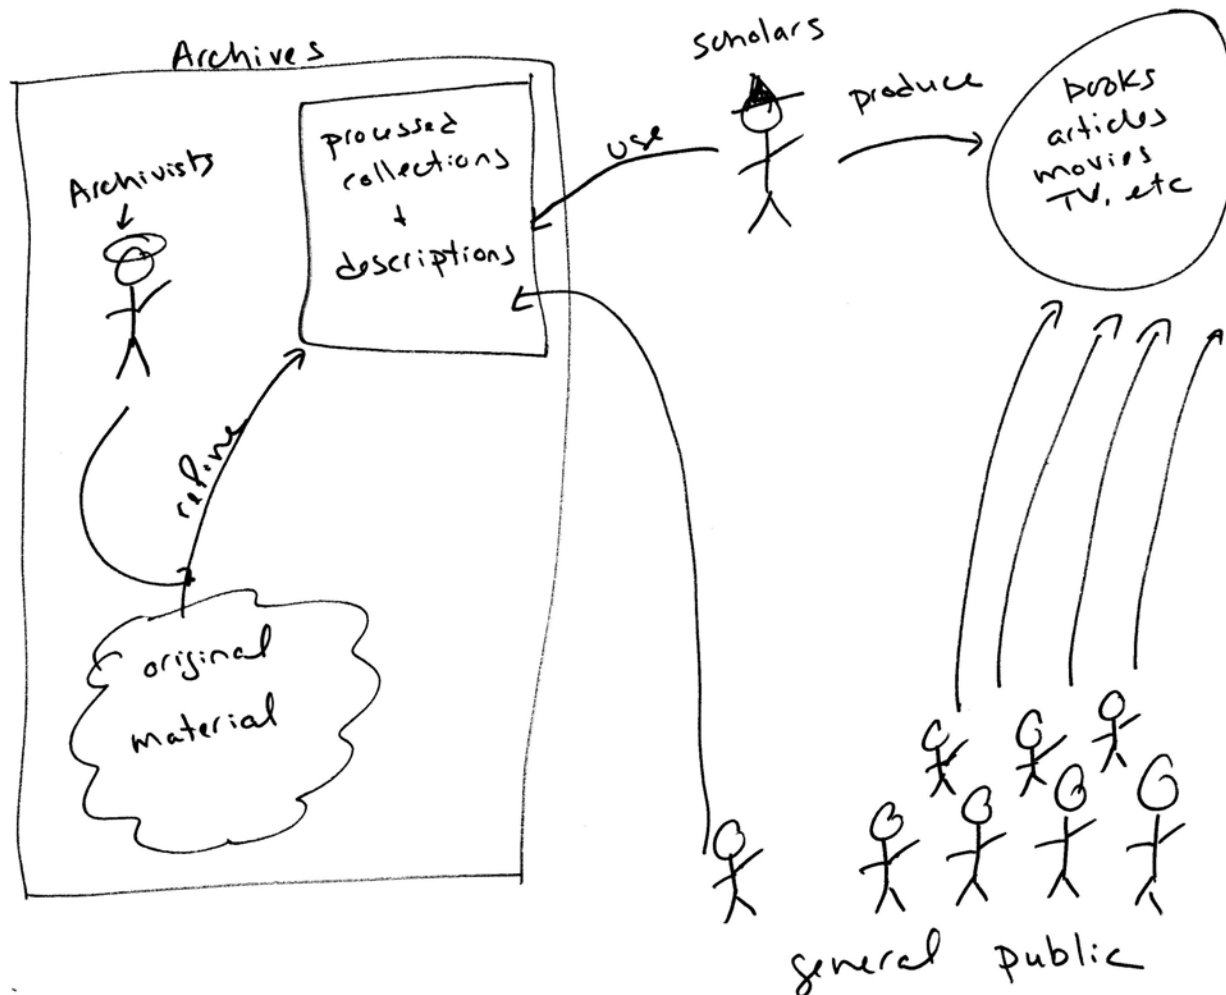 Archives
Archivists
processed
collections
+
descriptions
refine
original
material
scholars
use
produce
books
articles
movies
TV, etc
general public